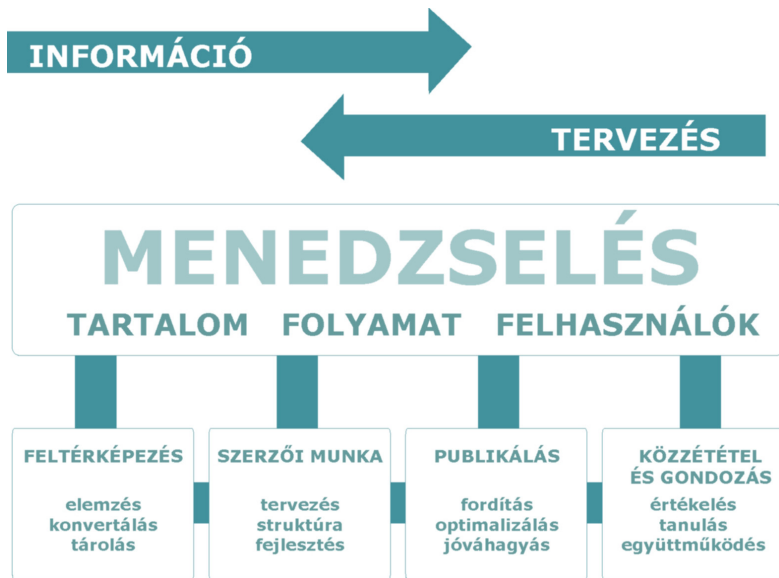 INFORMÁCIÓ
TERVEZÉS
MENEDZSELÉS
TARTALOM FOLYAMAT FELHASZNÁLÓK
FELTÉRKÉPEZÉS
elemzés
konvertálás
tárolás
SZERZŐI MUNKA
tervezés
struktúra
fejlesztés
PUBLIKÁLÁS
fordítás
optimalizálás
jóváhagyás
KÖZZÉTÉTEL
ÉS GONDOZÁS
értékelés
tanulás
együttműködés